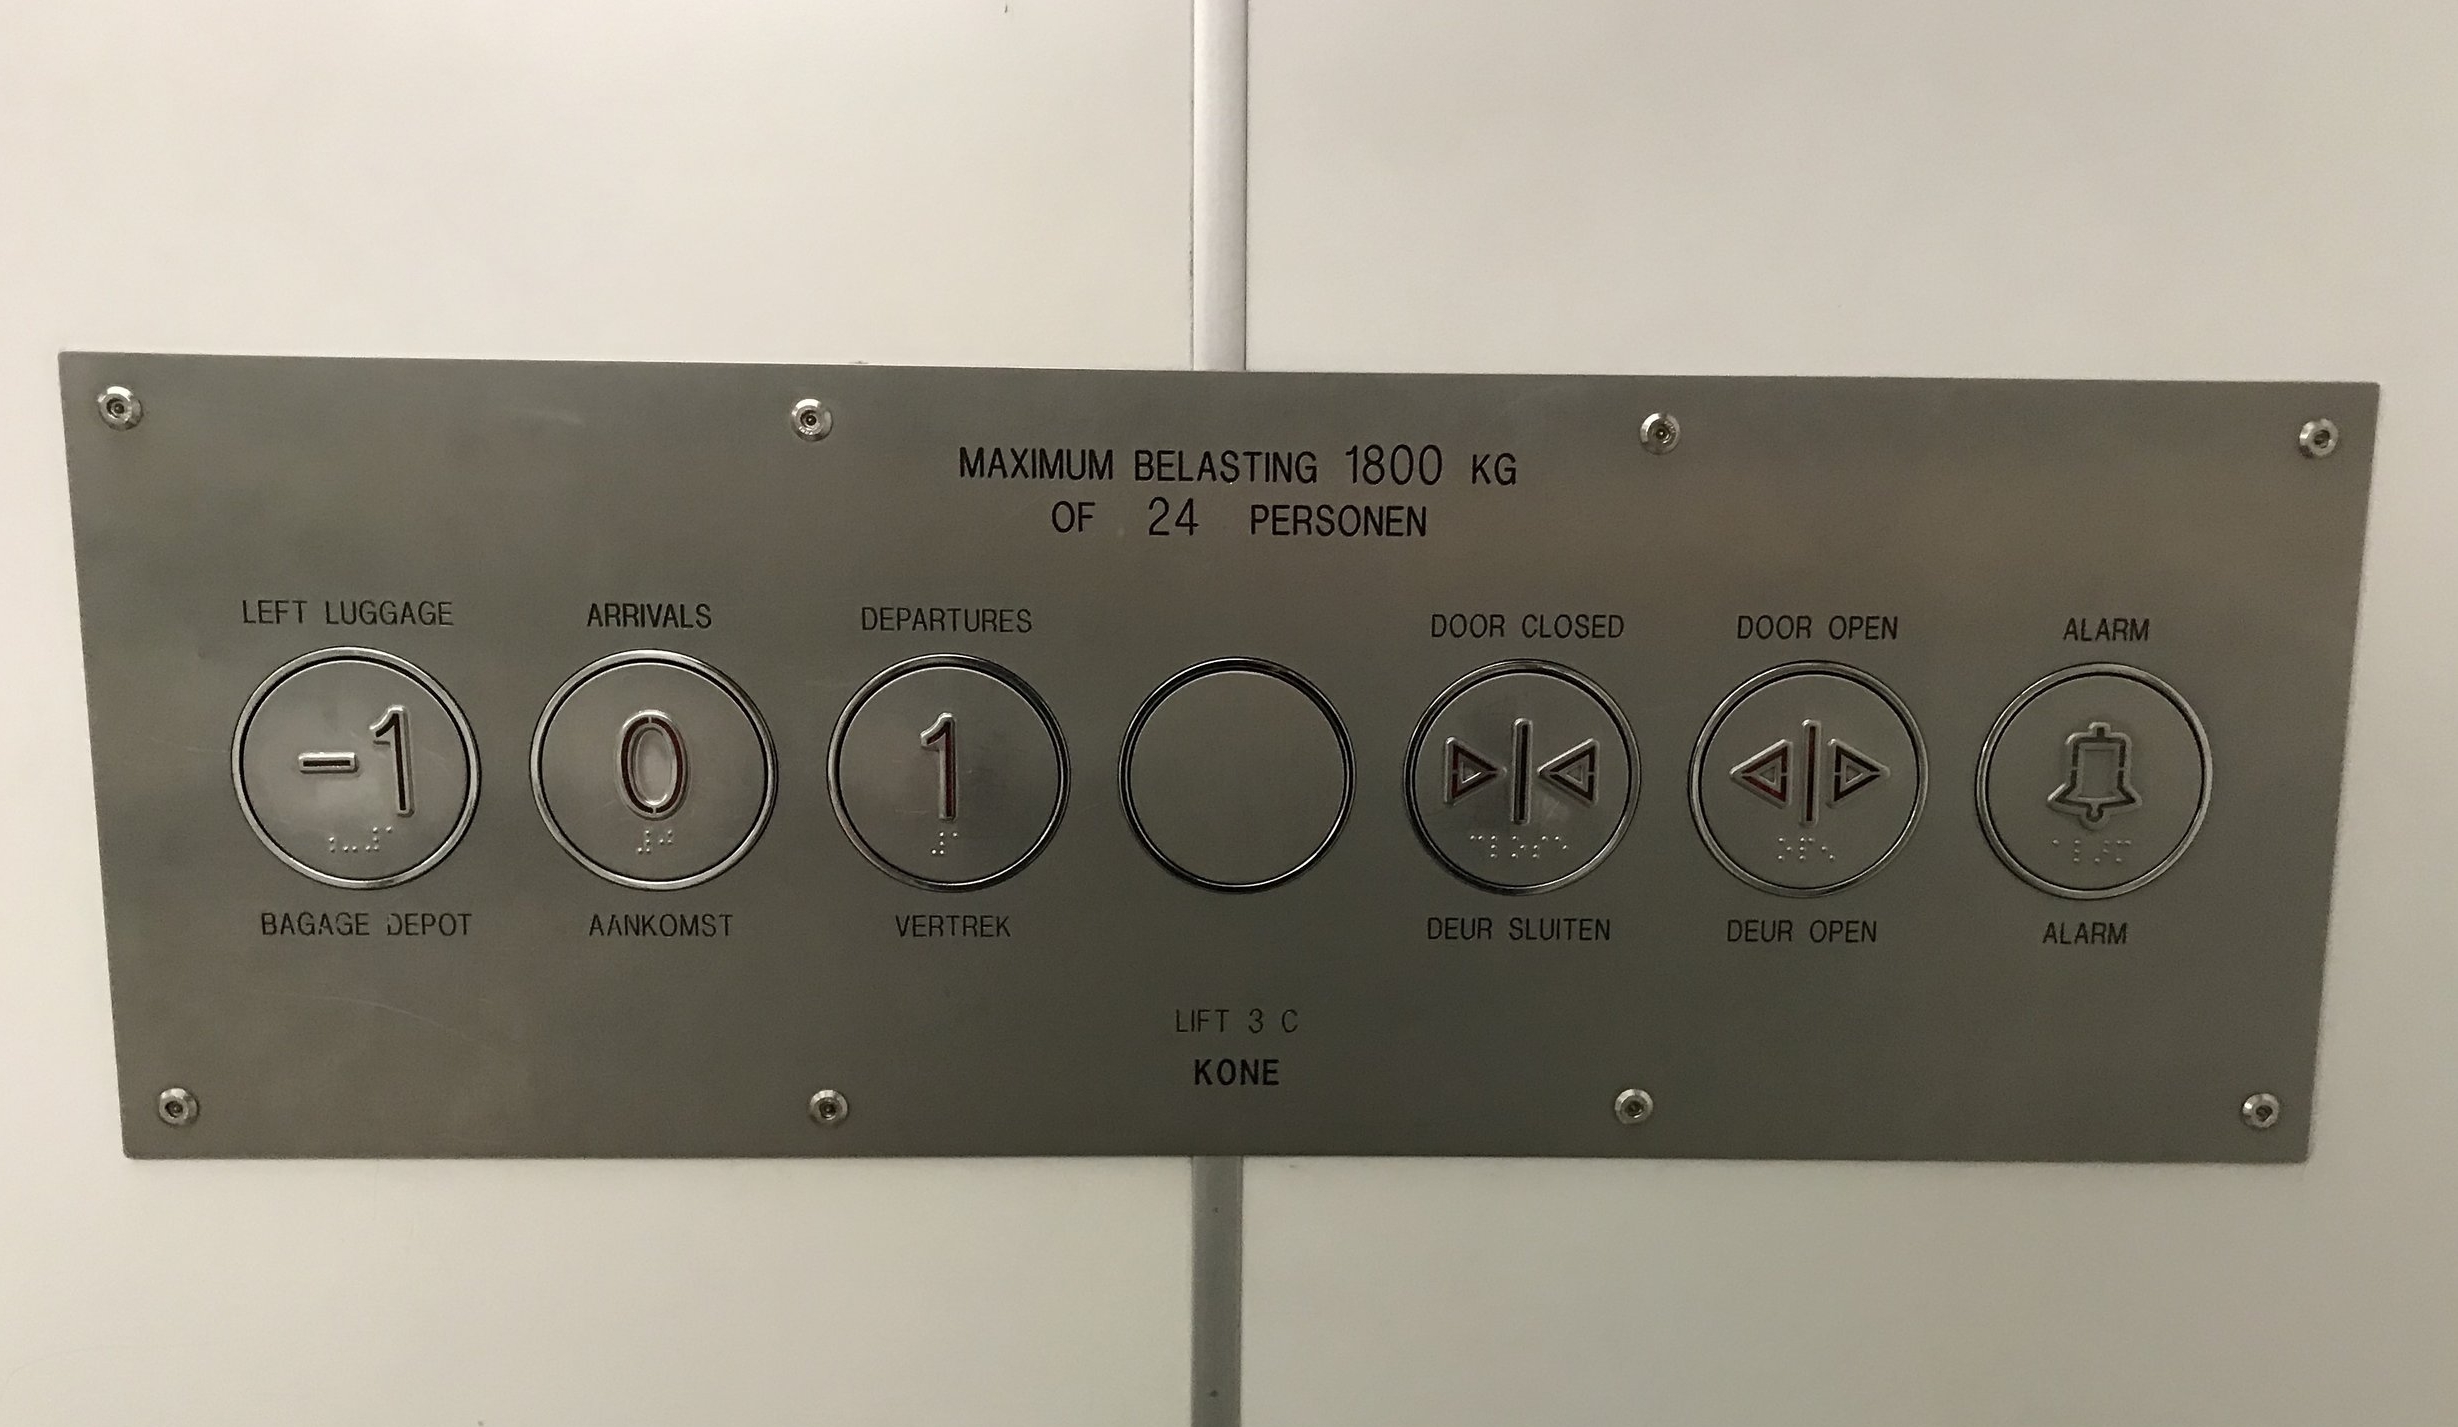 MAXIMUM BELASTING 1800 KG
OF 24 PERSONEN
LEFT LUGGAGE ARRIVALS DEPARTURES DOOR CLOSED DOOR OPEN ALARM
-1 0 1
BAGAGE DEPOT AANKOMST VERTREK DEUR SLUITEN DEUR OPEN ALARM
LIFT 3 C
KONE